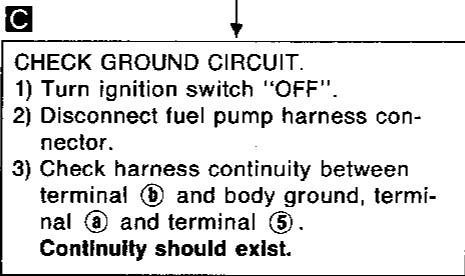 C
CHECK GROUND CIRCUIT.
1) Turn ignition switch "OFF".
2) Disconnect fuel pump harness con-
nector.
3) Check harness continuity between
terminal ⓑ and body ground, termi-
nal ⓐ and terminal ⑤.
Continuity should exist.